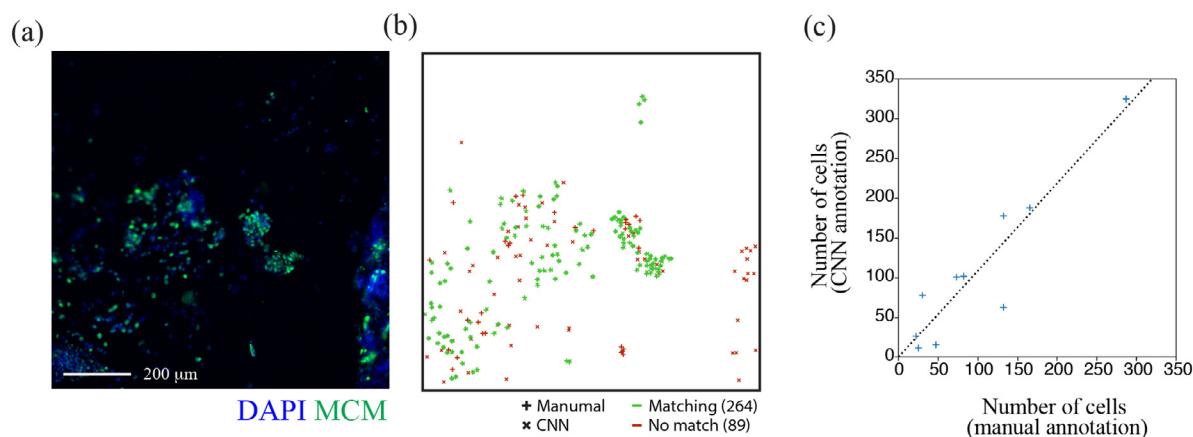 (a)
200 μm
DAPI MCM
(b)
+ Manumal
× CNN
Matching (264)
No match (89)
(c)
Number of cells
(CNN annotation)
350
300
250
200
150
100
50
0
0 50 100 150 200 250 300 350
Number of cells
(manual annotation)